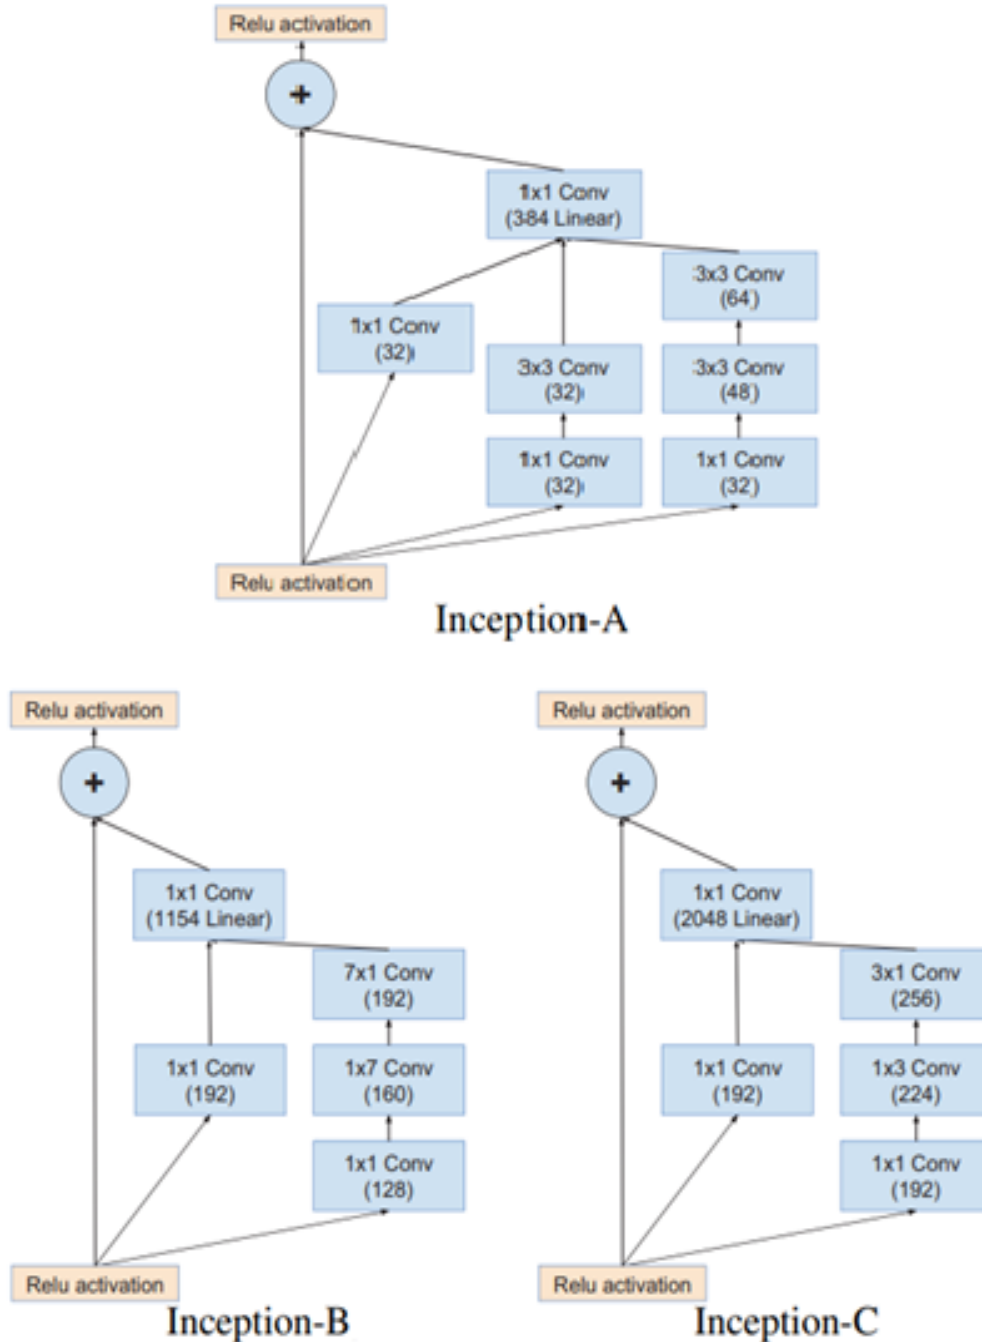 Relu activation
+
1x1 Conv
(384 Linear)
3x3 Conv
(64)
1x1 Conv
(32)
3x3 Conv
(32)
3x3 Conv
(48)
1x1 Conv
(32)
1x1 Conv
(32)
Relu activation
Inception-A
Relu activation
+
1x1 Conv
(1154 Linear)
7x1 Conv
(192)
1x1 Conv
(192)
1x7 Conv
(160)
1x1 Conv
(128)
Relu activation
Inception-B
Relu activation
+
1x1 Conv
(2048 Linear)
3x1 Conv
(256)
1x1 Conv
(192)
1x3 Conv
(224)
1x1 Conv
(192)
Relu activation
Inception-C